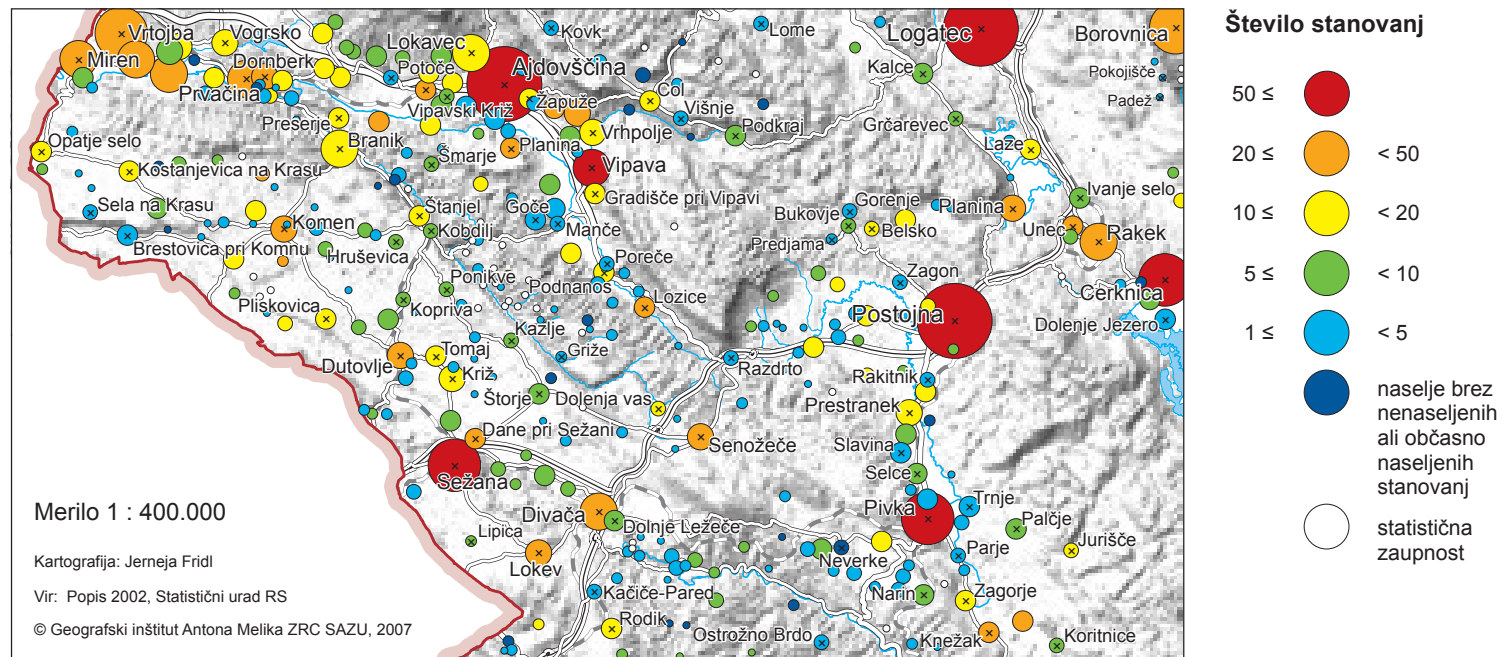 Vrtojba
Vogrsko
Miren
Dornberk
Prvačina
Lokavec
Potoče
Kovk
Ajdovščina
Lome
Logatec
Borovnica
Kalce
Pokojišče
Padež
Vipavski Križ
Žapuže
Col
Višnje
Podkraj
Grčarevec
Opatje selo
Prešerje
Branik
Planina
Vrhpolje
Laze
Kostanjevica na Krasu
Šmarje
Vipava
Gradišče pri Vipavi
Ivanje selo
Sela na Krasu
Komen
Štanjel
Goče
Manče
Bukovje
Gorenje
Planina
Belsko
Unec
Rakek
Brestovica pri Komnu
Hruševica
Kobdilj
Predjama
Ponikve
Poreče
Podnanos
Zagon
Cerknica
Pliskovica
Kopriva
Lozice
Postojna
Dolenje Jezero
Kazlje
Griže
Dutovlje
Tomaj
Križ
Razdrto
Rakitnik
Štorje
Dolenja vas
Prestranek
Dane pri Sežani
Senožeče
Slavina
Sežana
Selce
Divača
Dolnje Ležeče
Pivka
Trnje
Palčje
Lipica
Lokev
Neverke
Parje
Jurišče
Kačiče-Pared
Narin
Zagorje
Rodik
Ostrožno Brdo
Knežak
Koritnice
Merilo 1 : 400.000
Kartografija: Jerneja Fridl
Vir: Popis 2002, Statistični urad RS
© Geografski inštitut Antona Melika ZRC SAZU, 2007
Število stanovanj
50 ≤
20 ≤ < 50
10 ≤ < 20
5 ≤ < 10
1 ≤ < 5
naselje brez
nenaseljenih
ali občasno
naseljenih
stanovanj
statistična
zaupnost